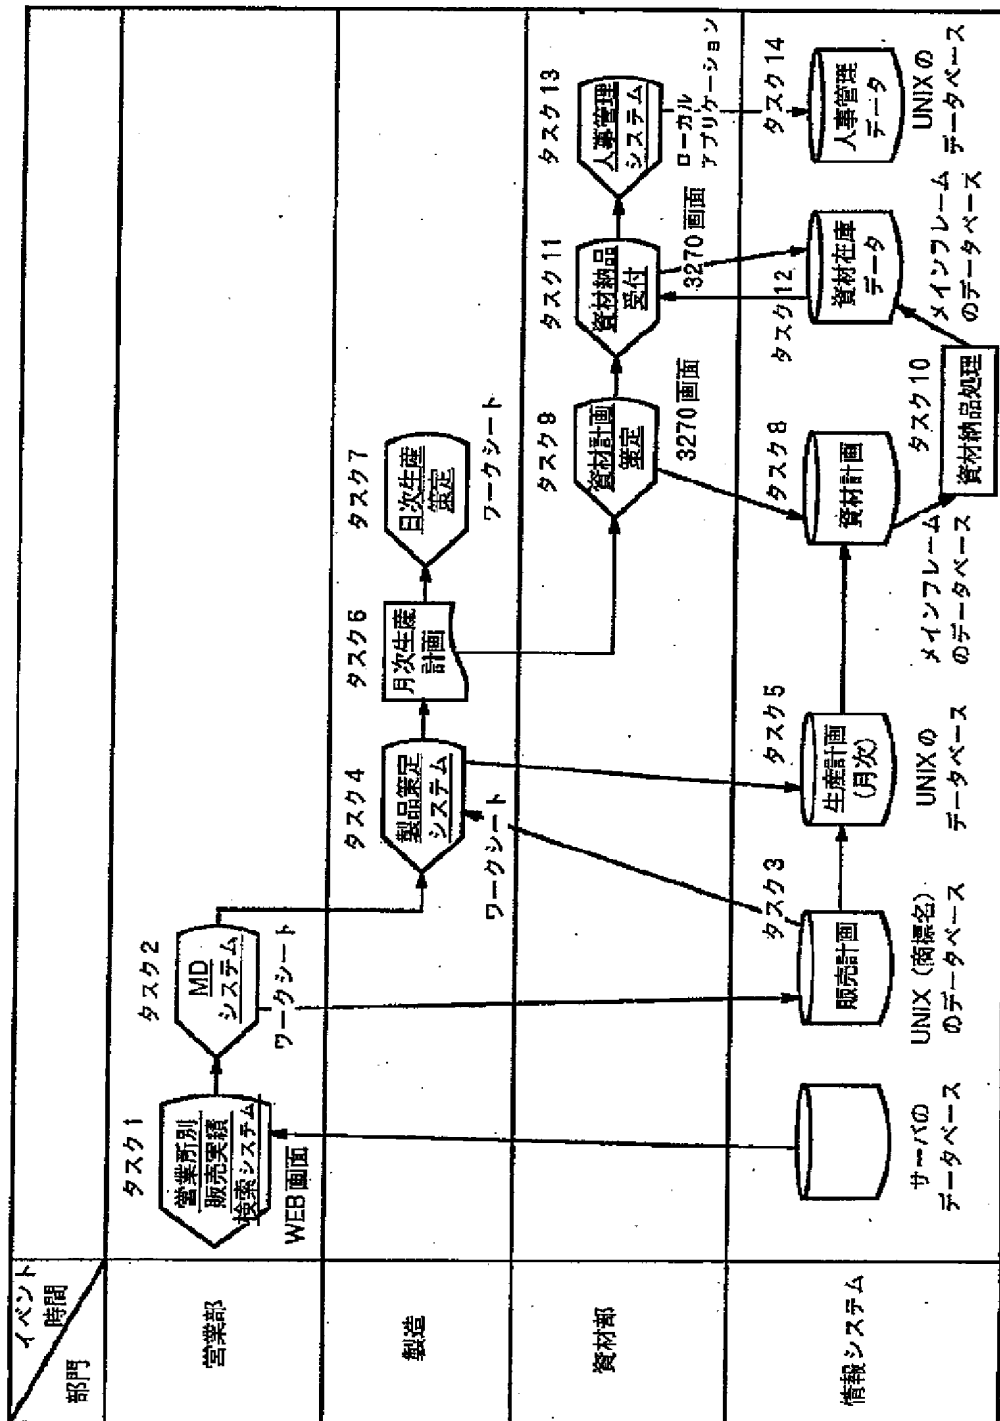 イベント
時間
部門
営業部
製造
資材部
情報システム
タスク1
営業所別
販売実績
検索システム
WEB画面
タスク2
MD
システム
ワークシート
タスク4
製品策定
システム
ワークシート
タスク6
月次生産
計画
タスク7
日次生産
策定
ワークシート
タスク9
資材計画
策定
3270画面
タスク11
資材納品
受付
3270画面
タスク13
人事管理
システム
ローカル
アプリケーション
サーバの
データベース
タスク3
販売計画
UNIX(商標名)
のデータベース
タスク5
生産計画
(月次)
UNIXの
データベース
タスク8
資材計画
メインフレーム
のデータベース
タスク10
資材納品処理
タスク12
資材在庫
データ
メインフレーム
のデータベース
タスク14
人事管理
データ
UNIXの
データベース